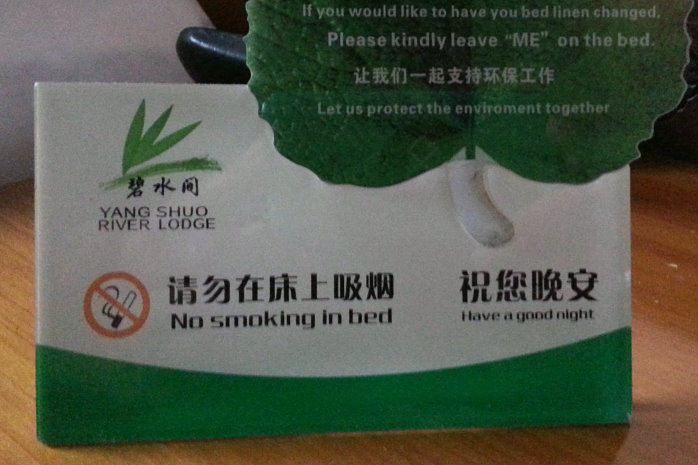 If you would like to have you bed linen changed,
Please kindly leave “ME” on the bed.
让我们一起支持环保工作
Let us protect the enviroment together
碧水间
YANG SHUO
RIVER LODGE
请勿在床上吸烟
No smoking in bed
祝您晚安
Have a good night